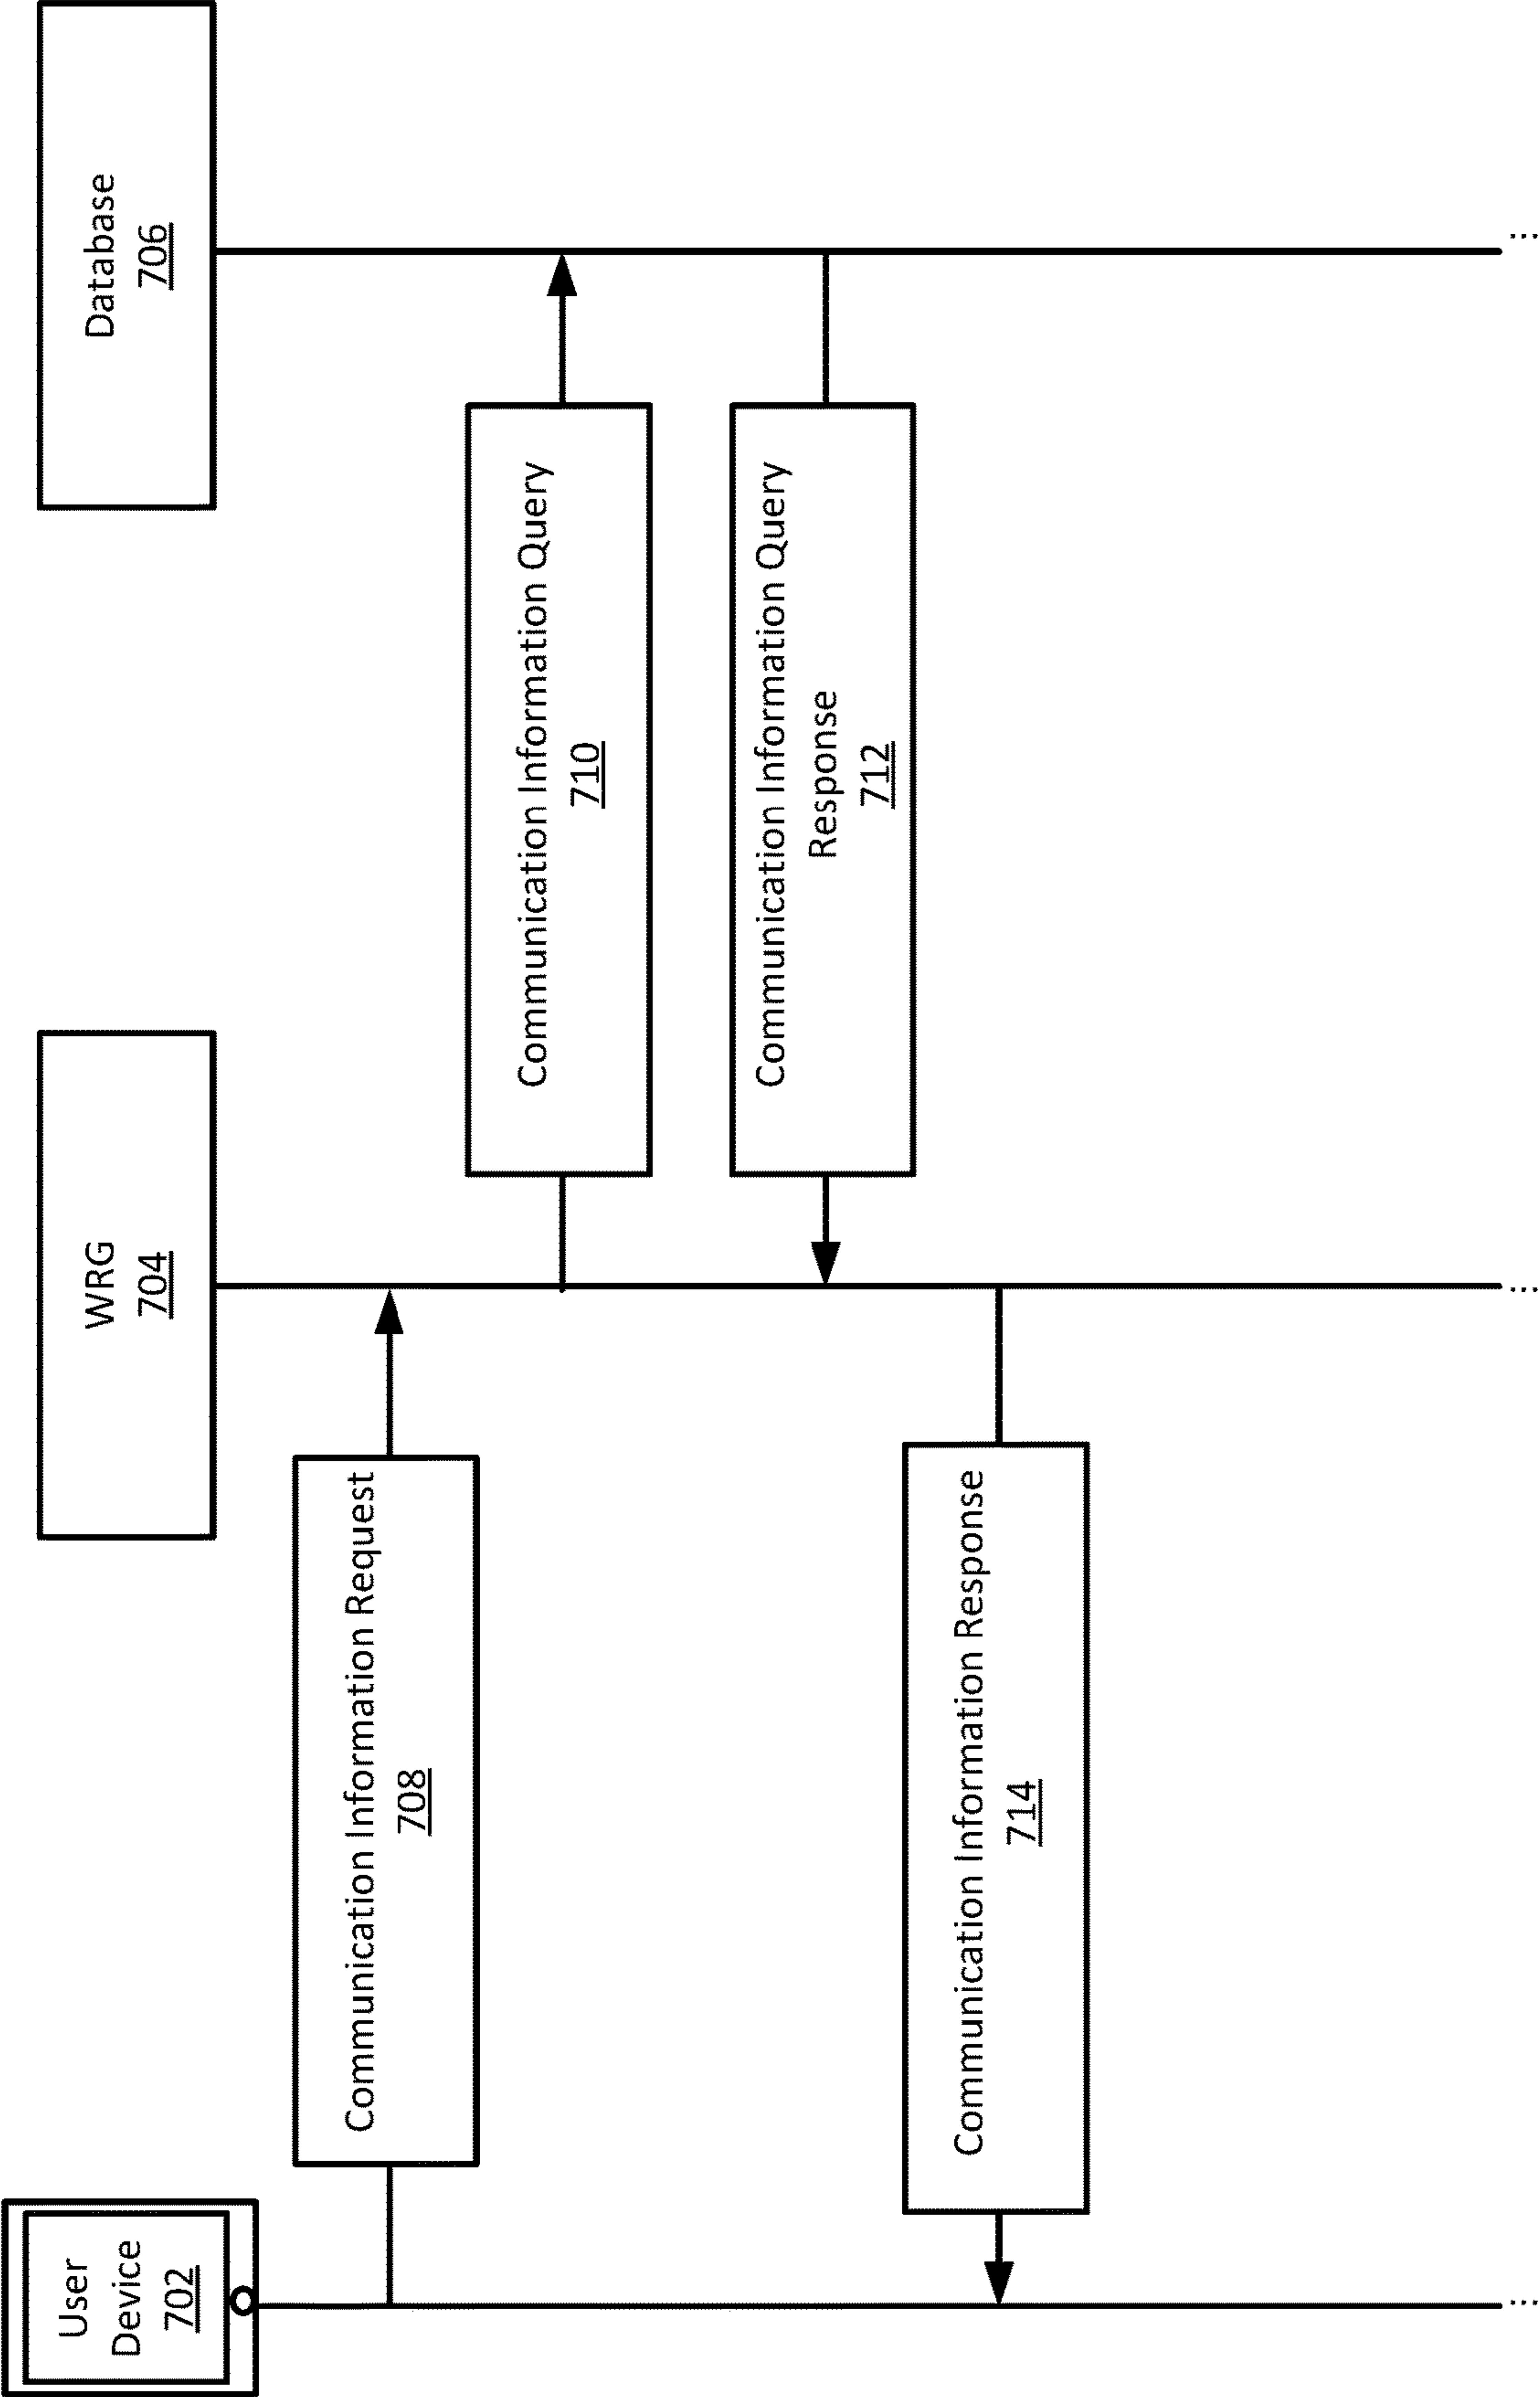 User
Device
702
WRG
704
Database
706
Communication Information Request
708
Communication Information Query
710
Communication Information Query
Response
712
Communication Information Response
714
...
...
...